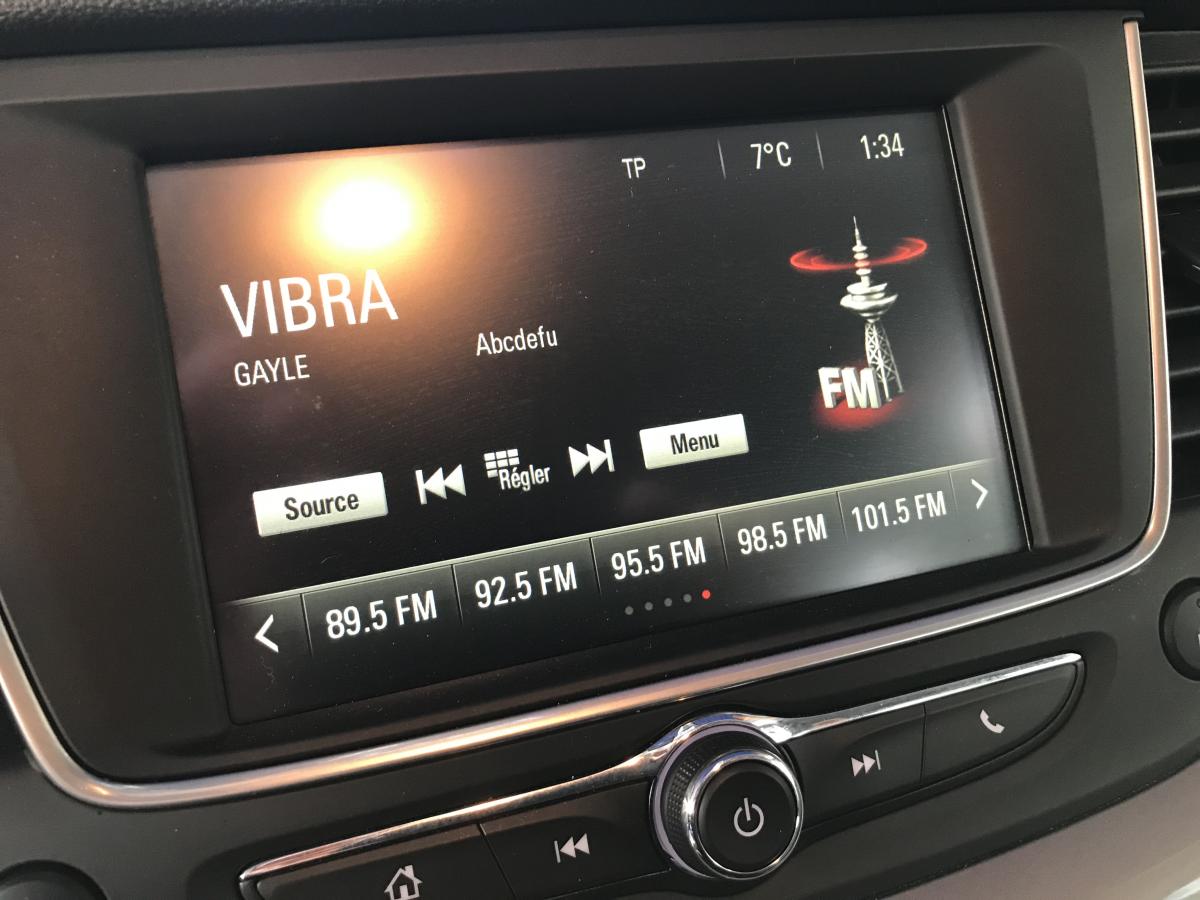 TP 7°C 1:34
VIBRA
GAYLE Abcdefu
FM
Source Régler Menu
89.5 FM 92.5 FM 95.5 FM 98.5 FM 101.5 FM